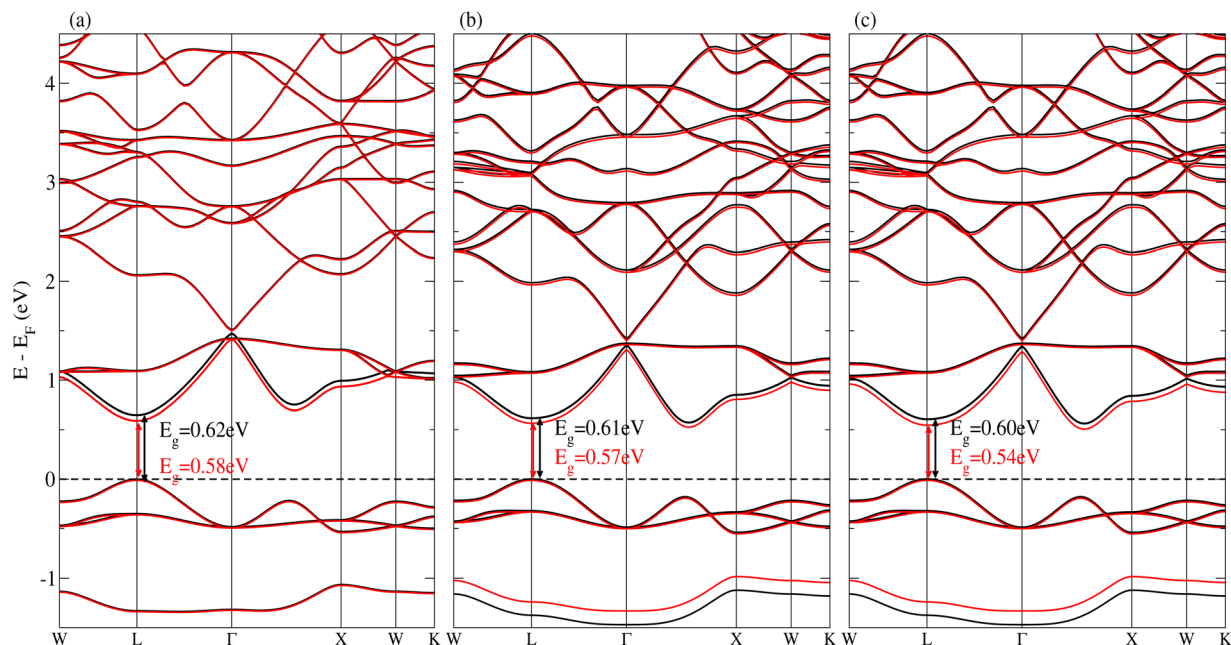 (a)
(b)
(c)
E - E_F (eV)
4
3
2
1
0
-1
E_g=0.62eV
E_g=0.58eV
E_g=0.61eV
E_g=0.57eV
E_g=0.60eV
E_g=0.54eV
W L Γ X W K
W L Γ X W K
W L Γ X W K